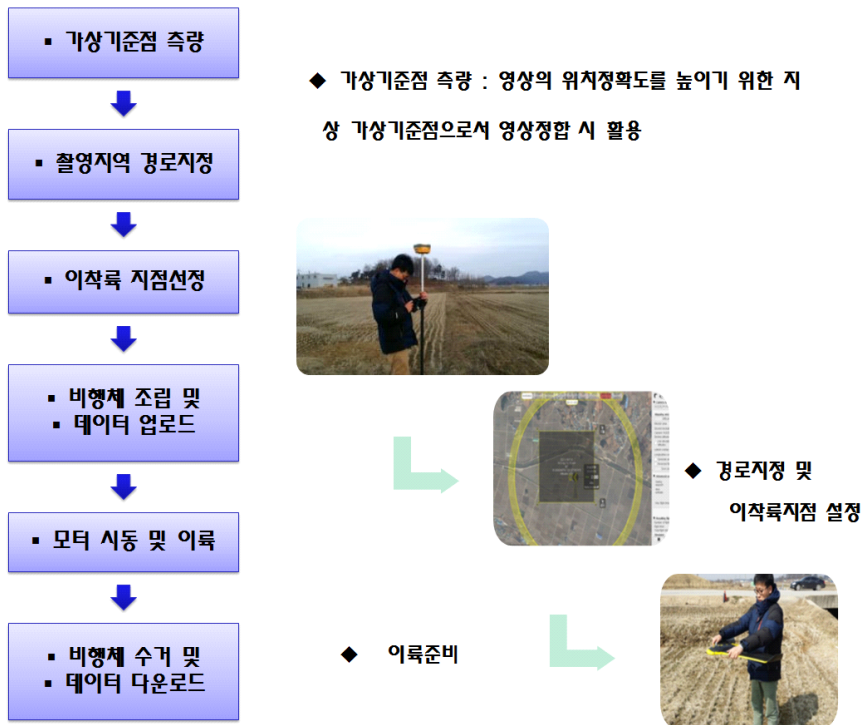 ▪ 가상기준점 측량
▪ 촬영지역 경로지정
▪ 이착륙 지점선정
▪ 비행체 조립 및
▪ 데이터 업로드
▪ 모터 시동 및 이륙
▪ 비행체 수거 및
▪ 데이터 다운로드
◆ 가상기준점 측량 : 영상의 위치정확도를 높이기 위한 지
상 가상기준점으로서 영상정합 시 활용
◆ 경로지정 및
이착륙지점 설정
◆ 이륙준비